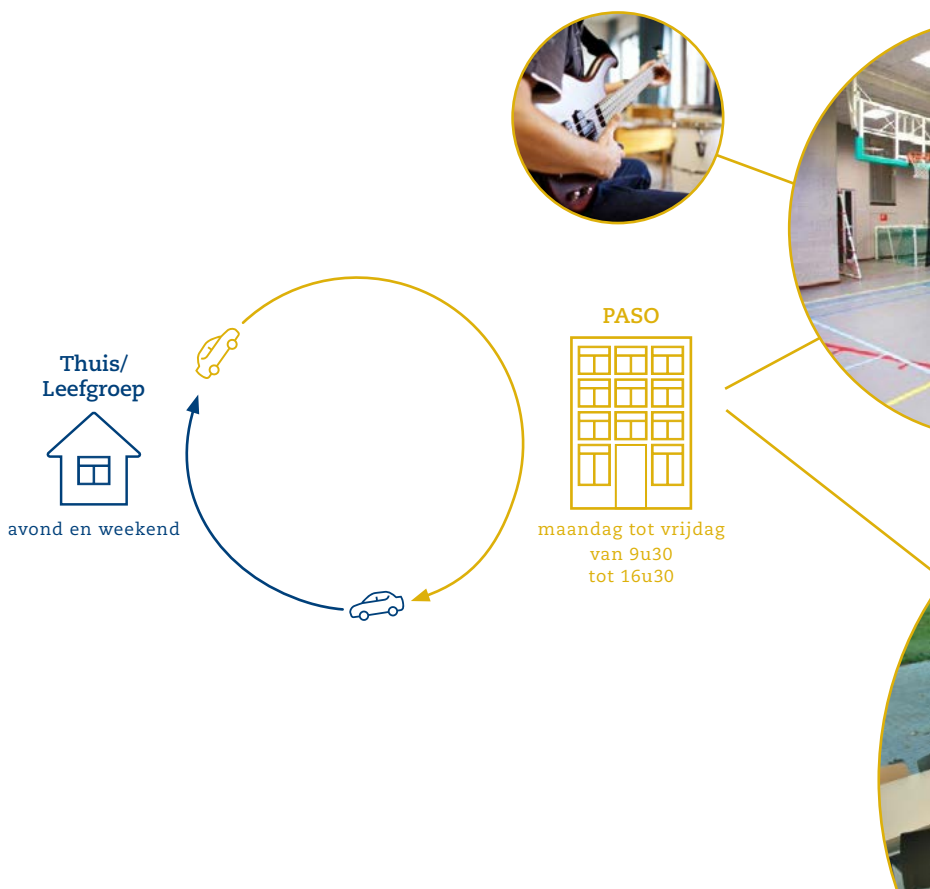 Thuis/
Leefgroep
avond en weekend
PASO
maandag tot vrijdag
van 9u30
tot 16u30